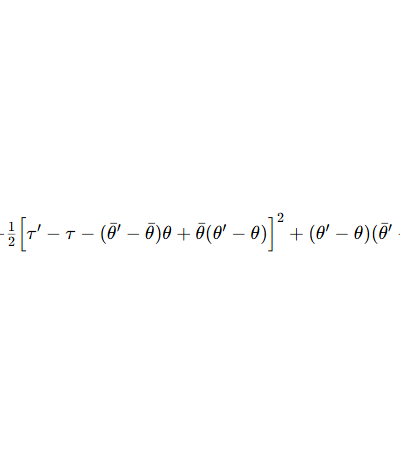 -½[τ′ − τ − (θ̄′ − θ̄)θ + θ̄(θ′ − θ)]² + (θ′ − θ)(θ̄′ -